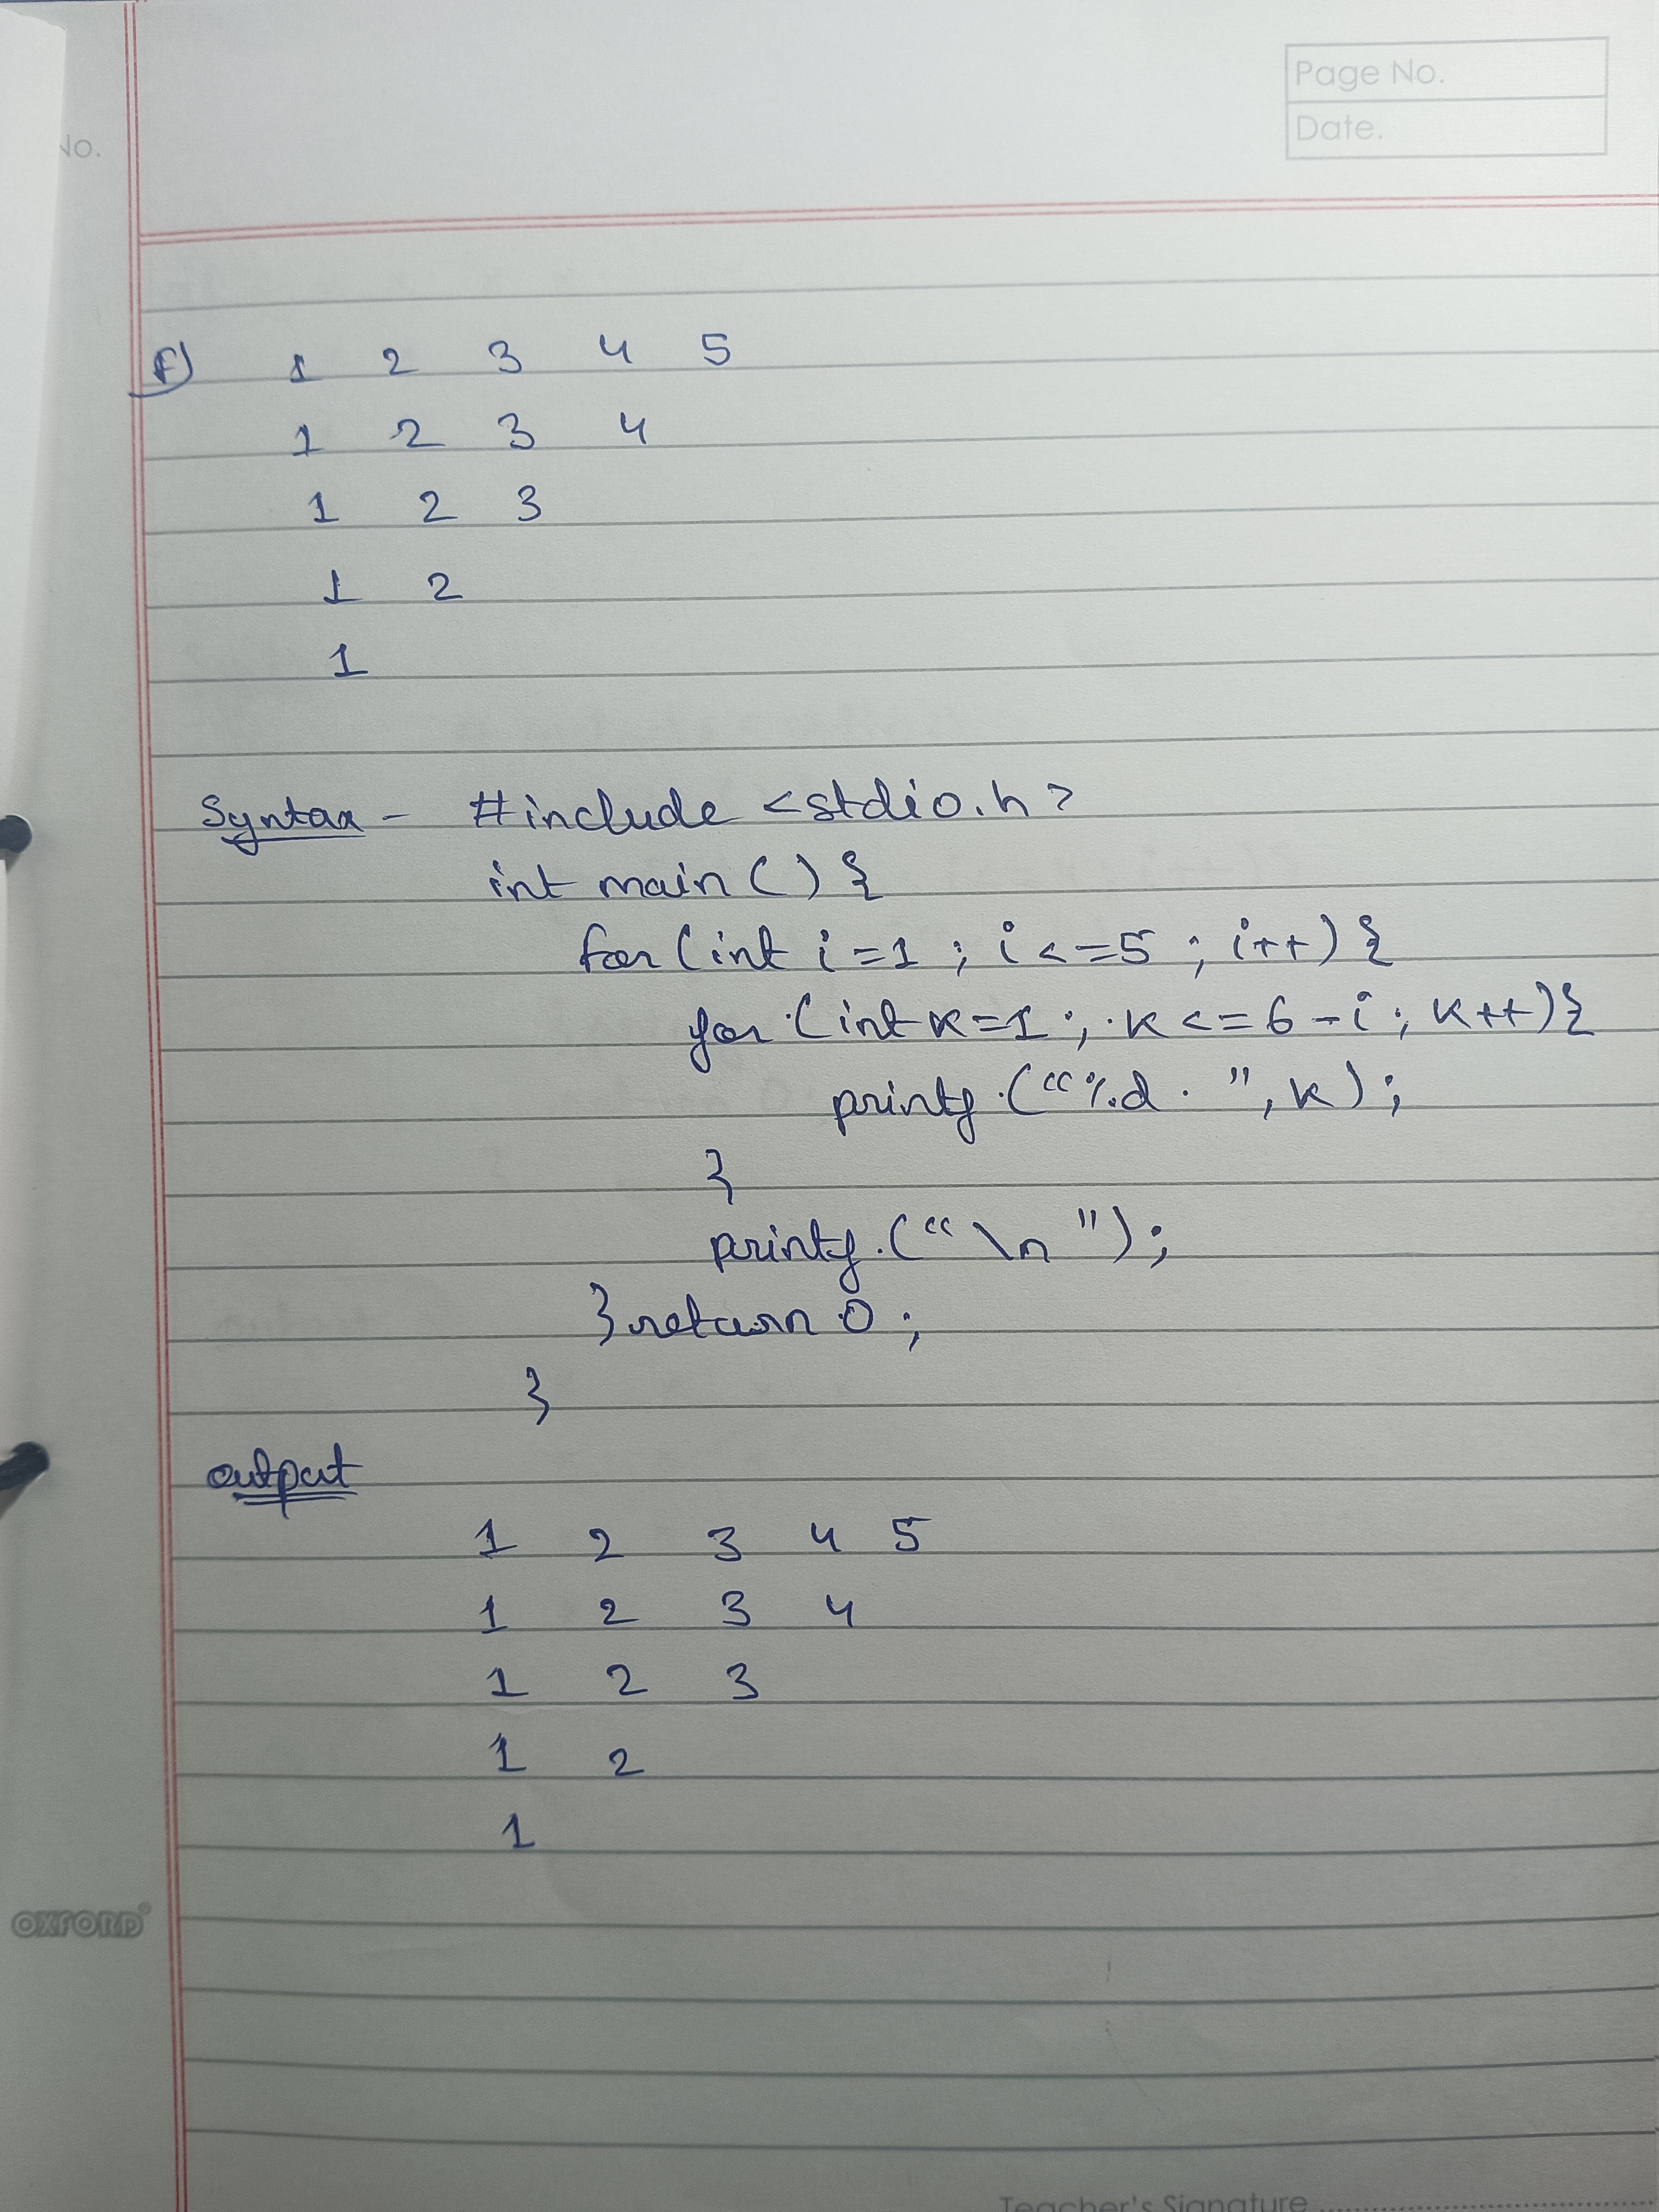 Page No.
Date.
No.
F) 1 2 3 4 5
1 2 3 4
1 2 3
1 2
1
Syntax - #include <stdio.h>
int main () {
for (int i = 1 ; i <= 5 ; i++) {
for (int k = 1 ; k <= 6 - i ; k++) {
printf ("%d ", k) ;
}
printf ("\n") ;
} return 0 ;
}
output
1 2 3 4 5
1 2 3 4
1 2 3
1 2
1
OXFORD
Teacher's Signature